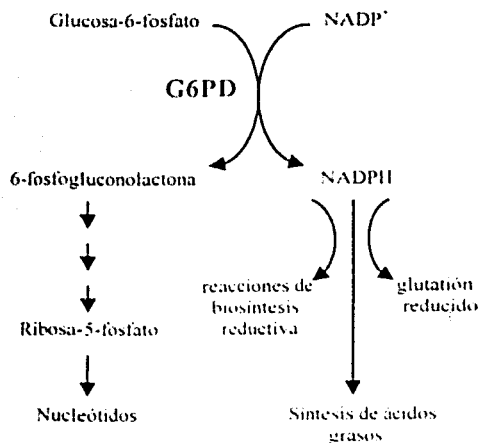 Glucosa-6-fosfato
NADP+
G6PD
6-fosfogluconolactona
NADPH
reacciones de
biosíntesis
reductiva
glutatión
reducido
Ribosa-5-fosfato
Nucleótidos
Síntesis de ácidos
grasos